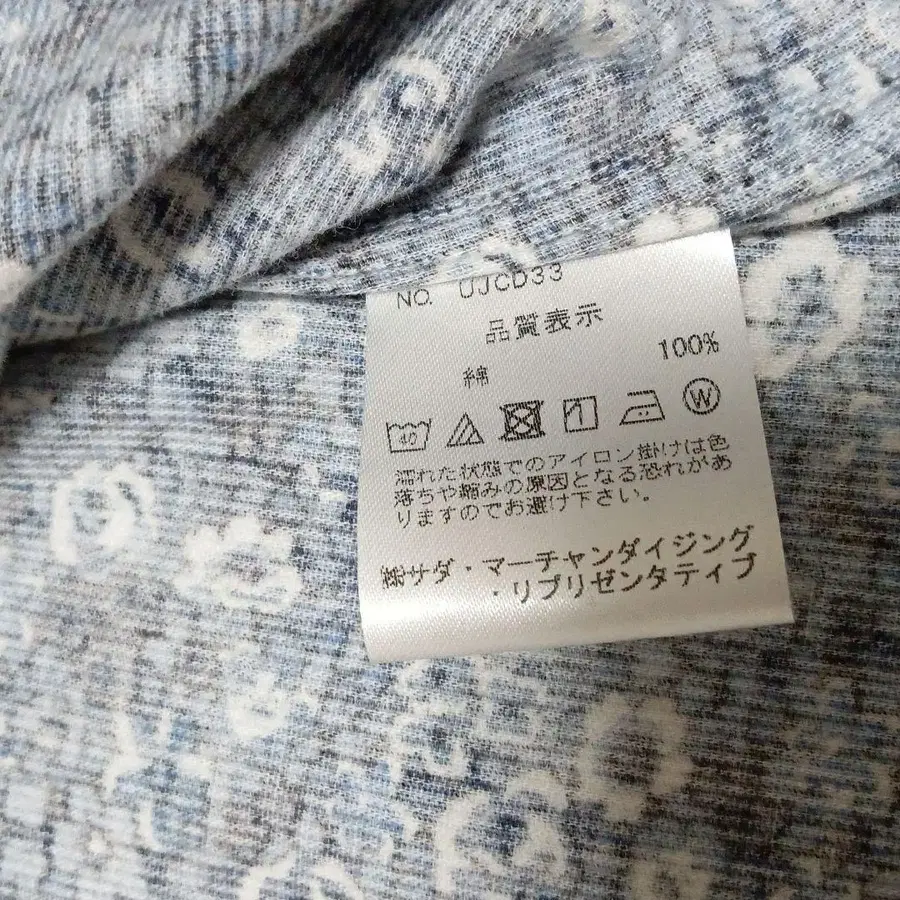 NO. UJCD33
品質表示
綿 100%
40 W
濡れた状態でのアイロン掛けは色
落ちや縮みの原因となる恐れがあ
りますのでお避け下さい。
㈱サダ・マーチャンダイジング
・リプリゼンタティブ